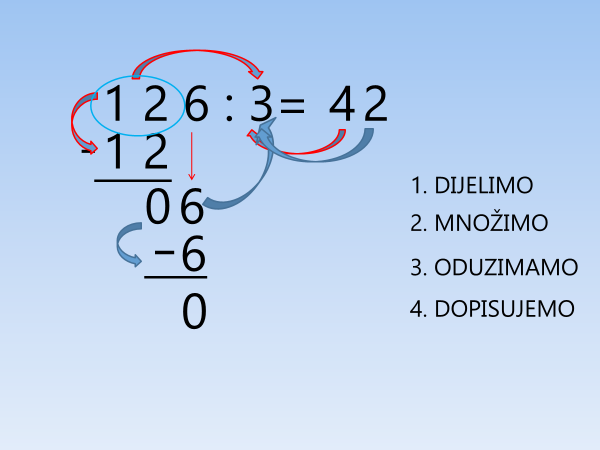 126 : 3 = 42
-12
06
-6
0
1. DIJELIMO
2. MNOŽIMO
3. ODUZIMAMO
4. DOPISUJEMO